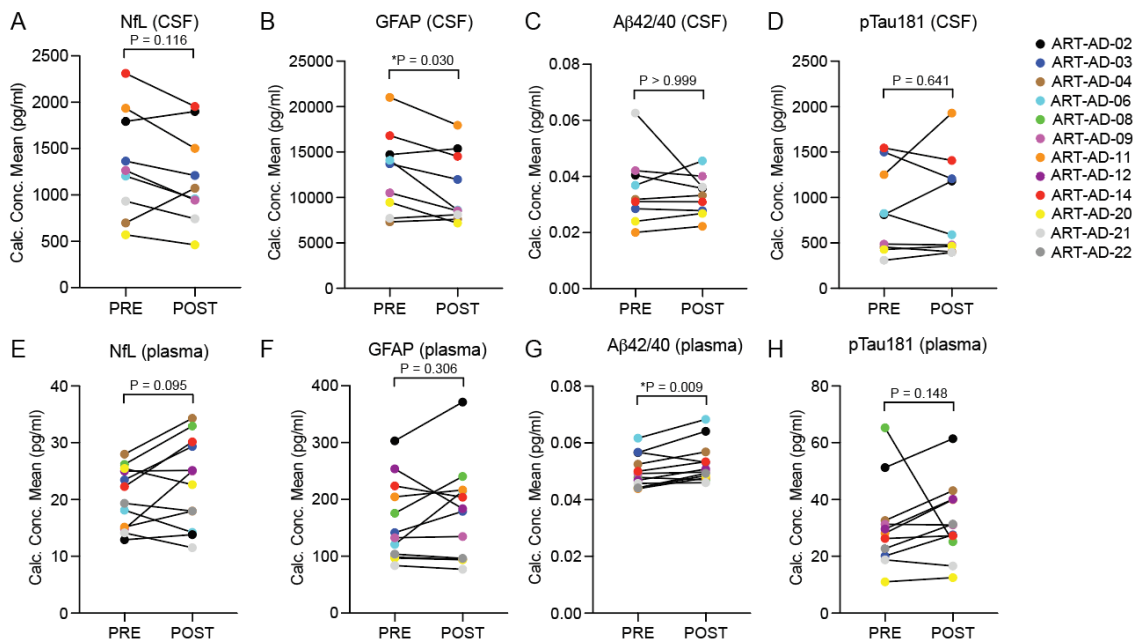 A
NfL (CSF)
P = 0.116
Calc. Conc. Mean (pg/ml)
2500
2000
1500
1000
500
0
PRE
POST
B
GFAP (CSF)
*P = 0.030
Calc. Conc. Mean (pg/ml)
25000
20000
15000
10000
5000
0
PRE
POST
C
Aβ42/40 (CSF)
P > 0.999
Calc. Conc. Mean (pg/ml)
0.08
0.06
0.04
0.02
0.00
PRE
POST
D
pTau181 (CSF)
P = 0.641
Calc. Conc. Mean (pg/ml)
2500
2000
1500
1000
500
0
PRE
POST
ART-AD-02
ART-AD-03
ART-AD-04
ART-AD-06
ART-AD-08
ART-AD-09
ART-AD-11
ART-AD-12
ART-AD-14
ART-AD-20
ART-AD-21
ART-AD-22
E
NfL (plasma)
P = 0.095
Calc. Conc. Mean (pg/ml)
40
30
20
10
0
PRE
POST
F
GFAP (plasma)
P = 0.306
Calc. Conc. Mean (pg/ml)
400
300
200
100
0
PRE
POST
G
Aβ42/40 (plasma)
*P = 0.009
Calc. Conc. Mean (pg/ml)
0.08
0.06
0.04
0.02
0.00
PRE
POST
H
pTau181 (plasma)
P = 0.148
Calc. Conc. Mean (pg/ml)
80
60
40
20
0
PRE
POST